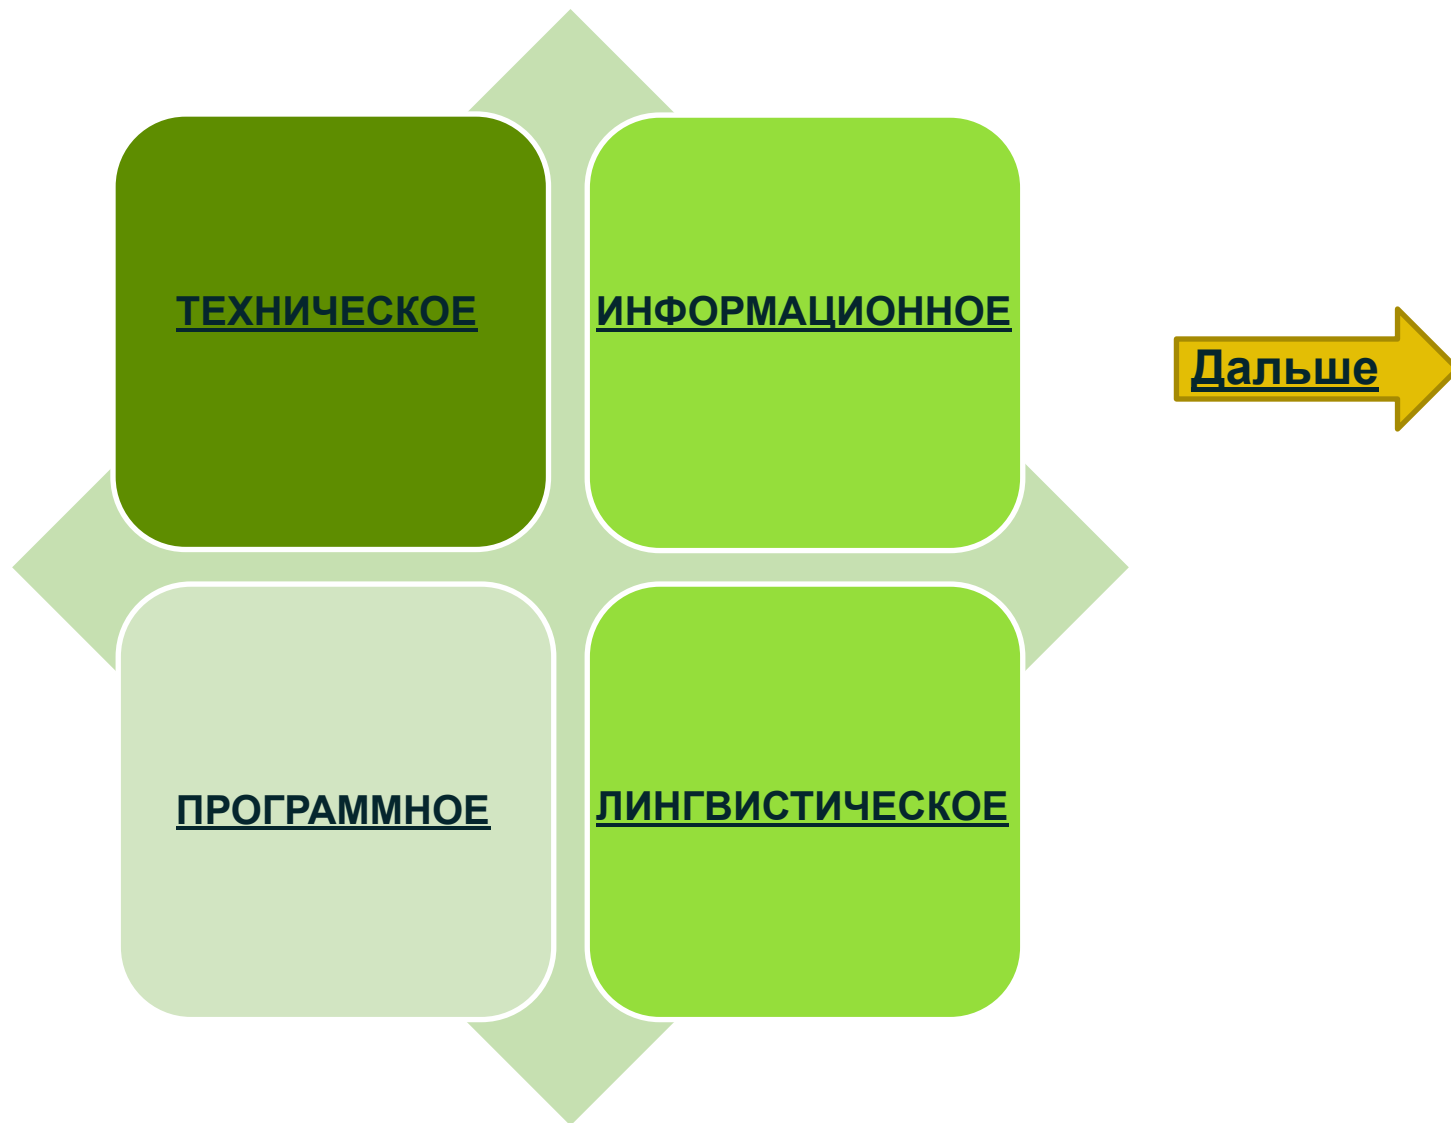 ТЕХНИЧЕСКОЕ
ИНФОРМАЦИОННОЕ
Дальше
ПРОГРАММНОЕ
ЛИНГВИСТИЧЕСКОЕ